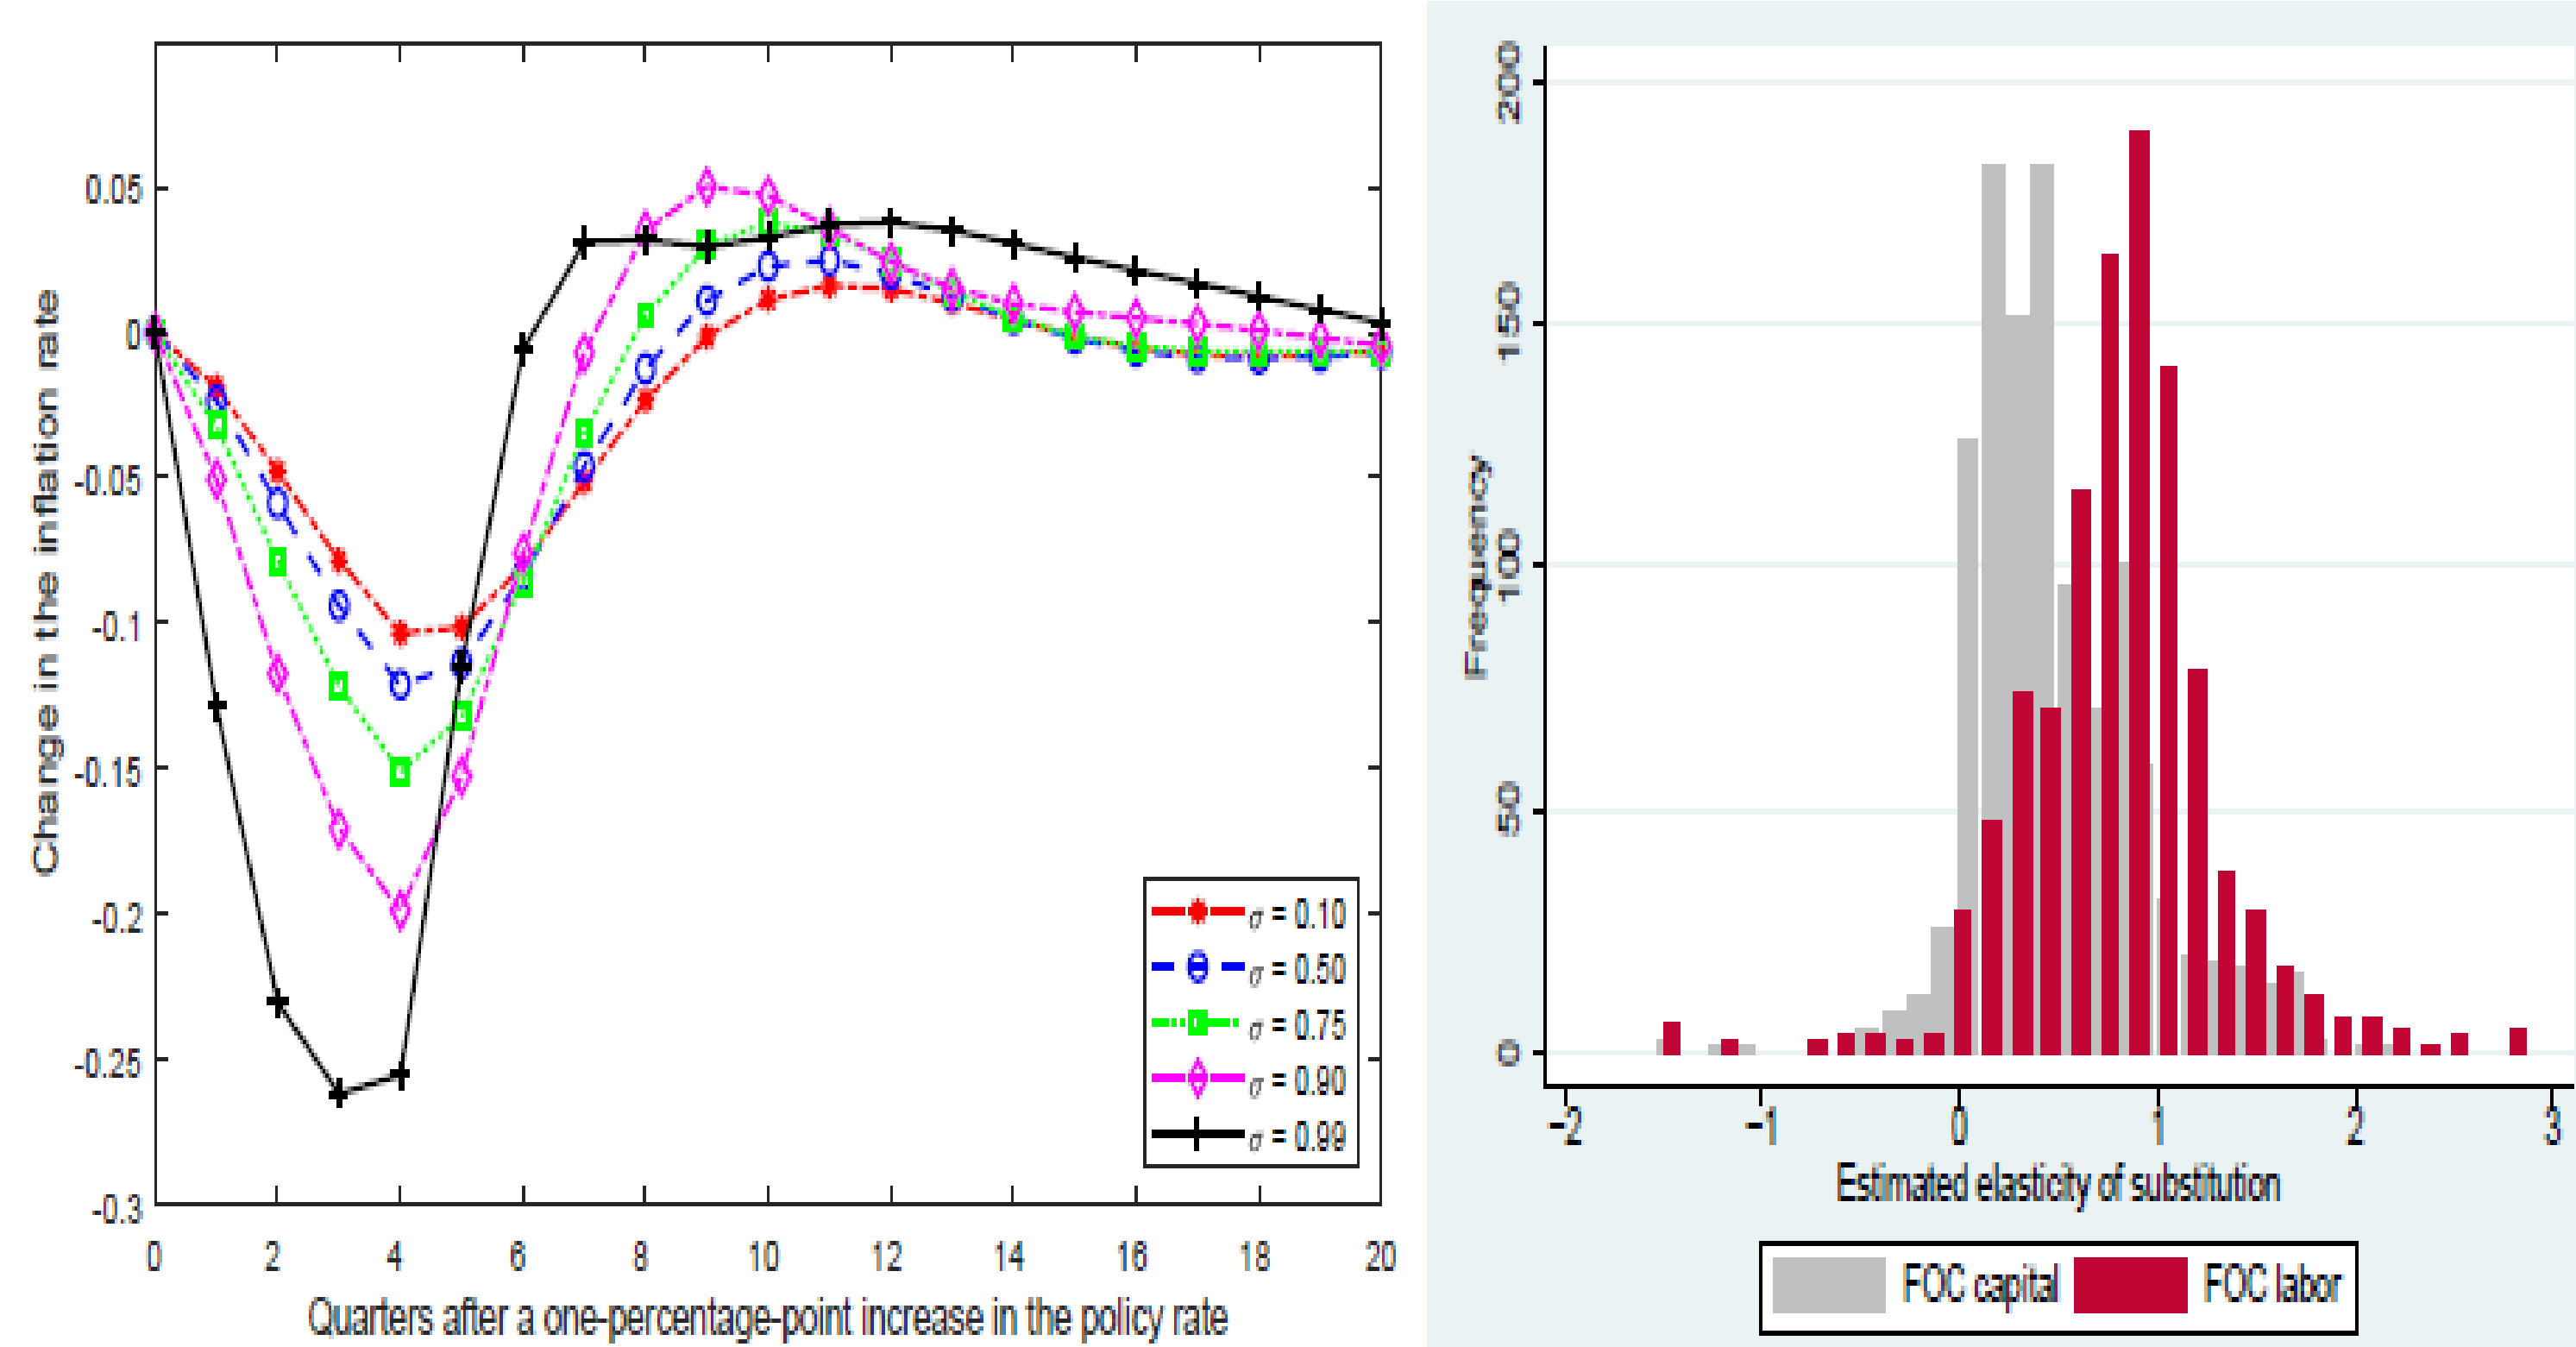 Change in the inflation rate
0.05
0
-0.05
-0.1
-0.15
-0.2
-0.25
-0.3
0 2 4 6 8 10 12 14 16 18 20
Quarters after a one-percentage-point increase in the policy rate
σ = 0.10
σ = 0.50
σ = 0.75
σ = 0.90
σ = 0.99
Frequency
200
150
100
50
0
-2 -1 0 1 2 3
Estimated elasticity of substitution
FOC capital FOC labor